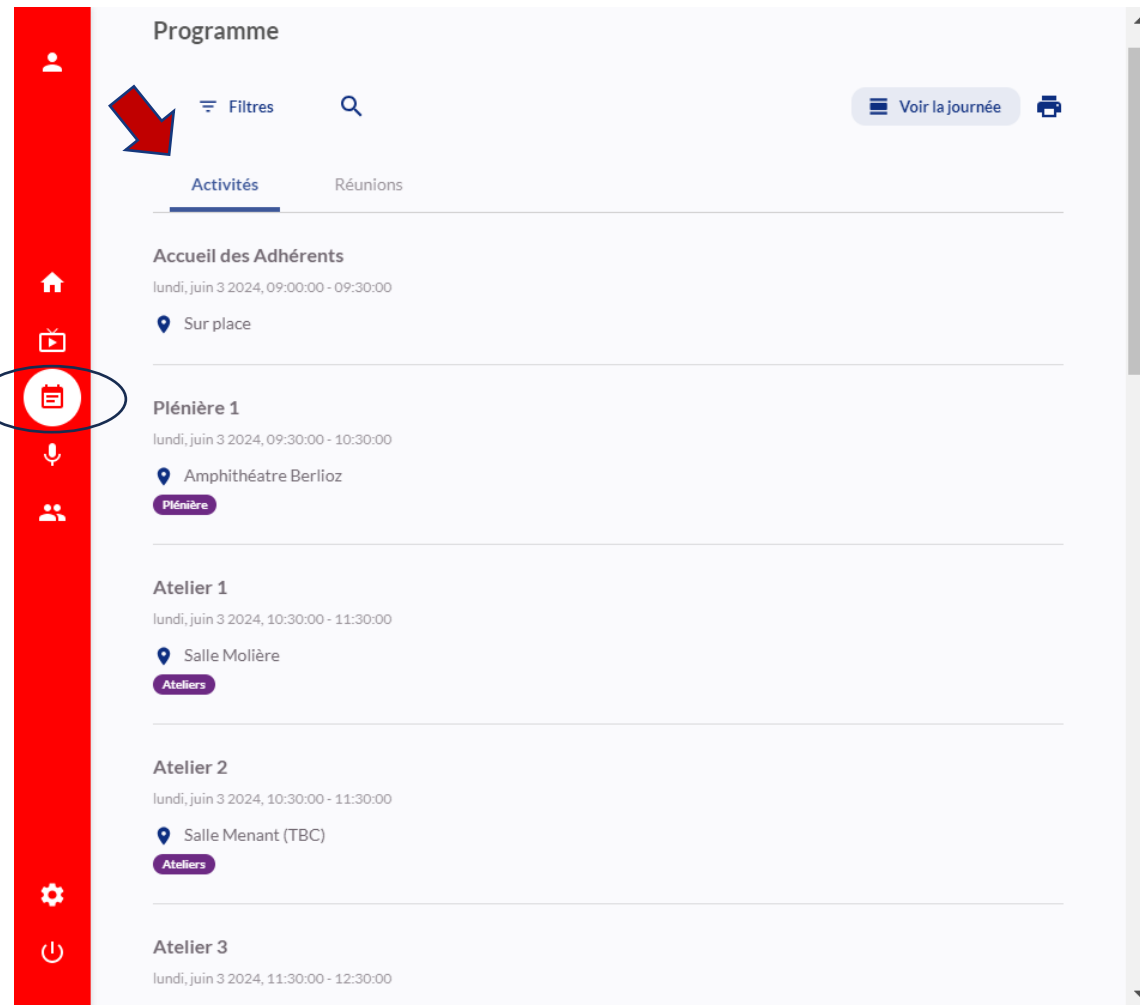 Programme
Filtres
Voir la journée
Activités
Réunions
Accueil des Adhérents
lundi, juin 3 2024, 09:00:00 - 09:30:00
Sur place
Plénière 1
lundi, juin 3 2024, 09:30:00 - 10:30:00
Amphithéatre Berlioz
Plénière
Atelier 1
lundi, juin 3 2024, 10:30:00 - 11:30:00
Salle Molière
Ateliers
Atelier 2
lundi, juin 3 2024, 10:30:00 - 11:30:00
Salle Menant (TBC)
Ateliers
Atelier 3
lundi, juin 3 2024, 11:30:00 - 12:30:00